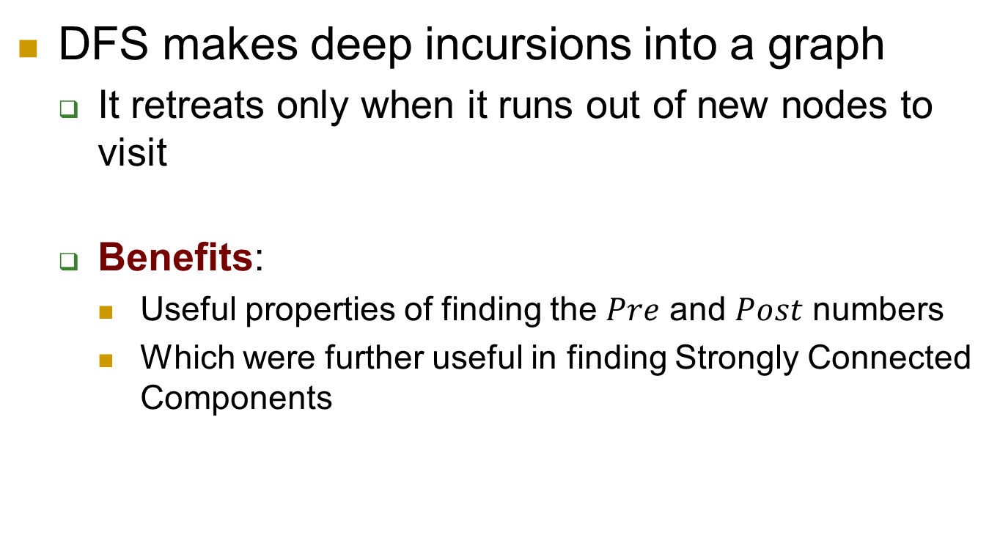 DFS makes deep incursions into a graph
It retreats only when it runs out of new nodes to
visit
Benefits:
Useful properties of finding the Pre and Post numbers
Which were further useful in finding Strongly Connected
Components